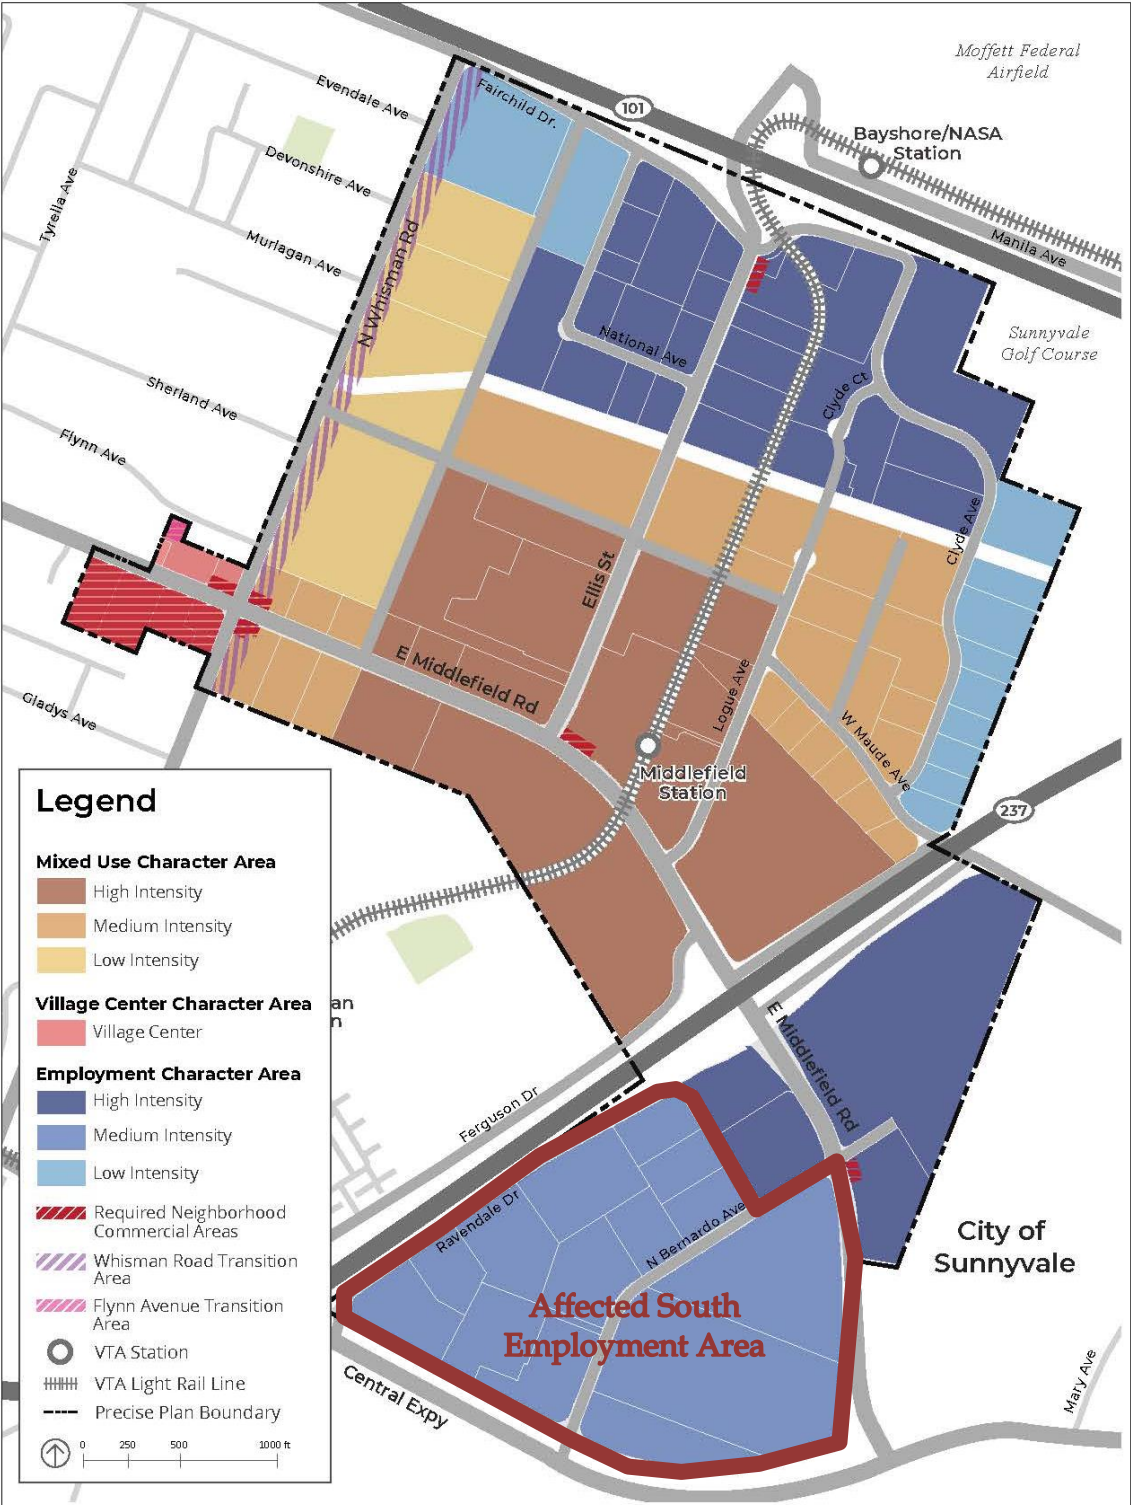 Moffett Federal
Airfield
Evendale Ave
Fairchild Dr.
101
Bayshore/NASA
Station
Devonshire Ave
Tyrella Ave
Manila Ave
Murlagan Ave
N Whisman Rd
Sunnyvale
Golf Course
National Ave
Clyde Ct
Sherland Ave
Flynn Ave
Clyde Ave
Ellis St
E Middlefield Rd
Logue Ave
Gladys Ave
W Maude Ave
Middlefield
Station
237
Legend
Mixed Use Character Area
High Intensity
Medium Intensity
Low Intensity
Village Center Character Area
Village Center
Employment Character Area
High Intensity
Medium Intensity
Low Intensity
Required Neighborhood
Commercial Areas
Whisman Road Transition
Area
Flynn Avenue Transition
Area
VTA Station
VTA Light Rail Line
Precise Plan Boundary
0 250 500 1000 ft
an
n
E Middlefield Rd
Ferguson Dr
Ravendale Dr
N Bernardo Ave
City of
Sunnyvale
Affected South
Employment Area
Central Expy
Mary Ave